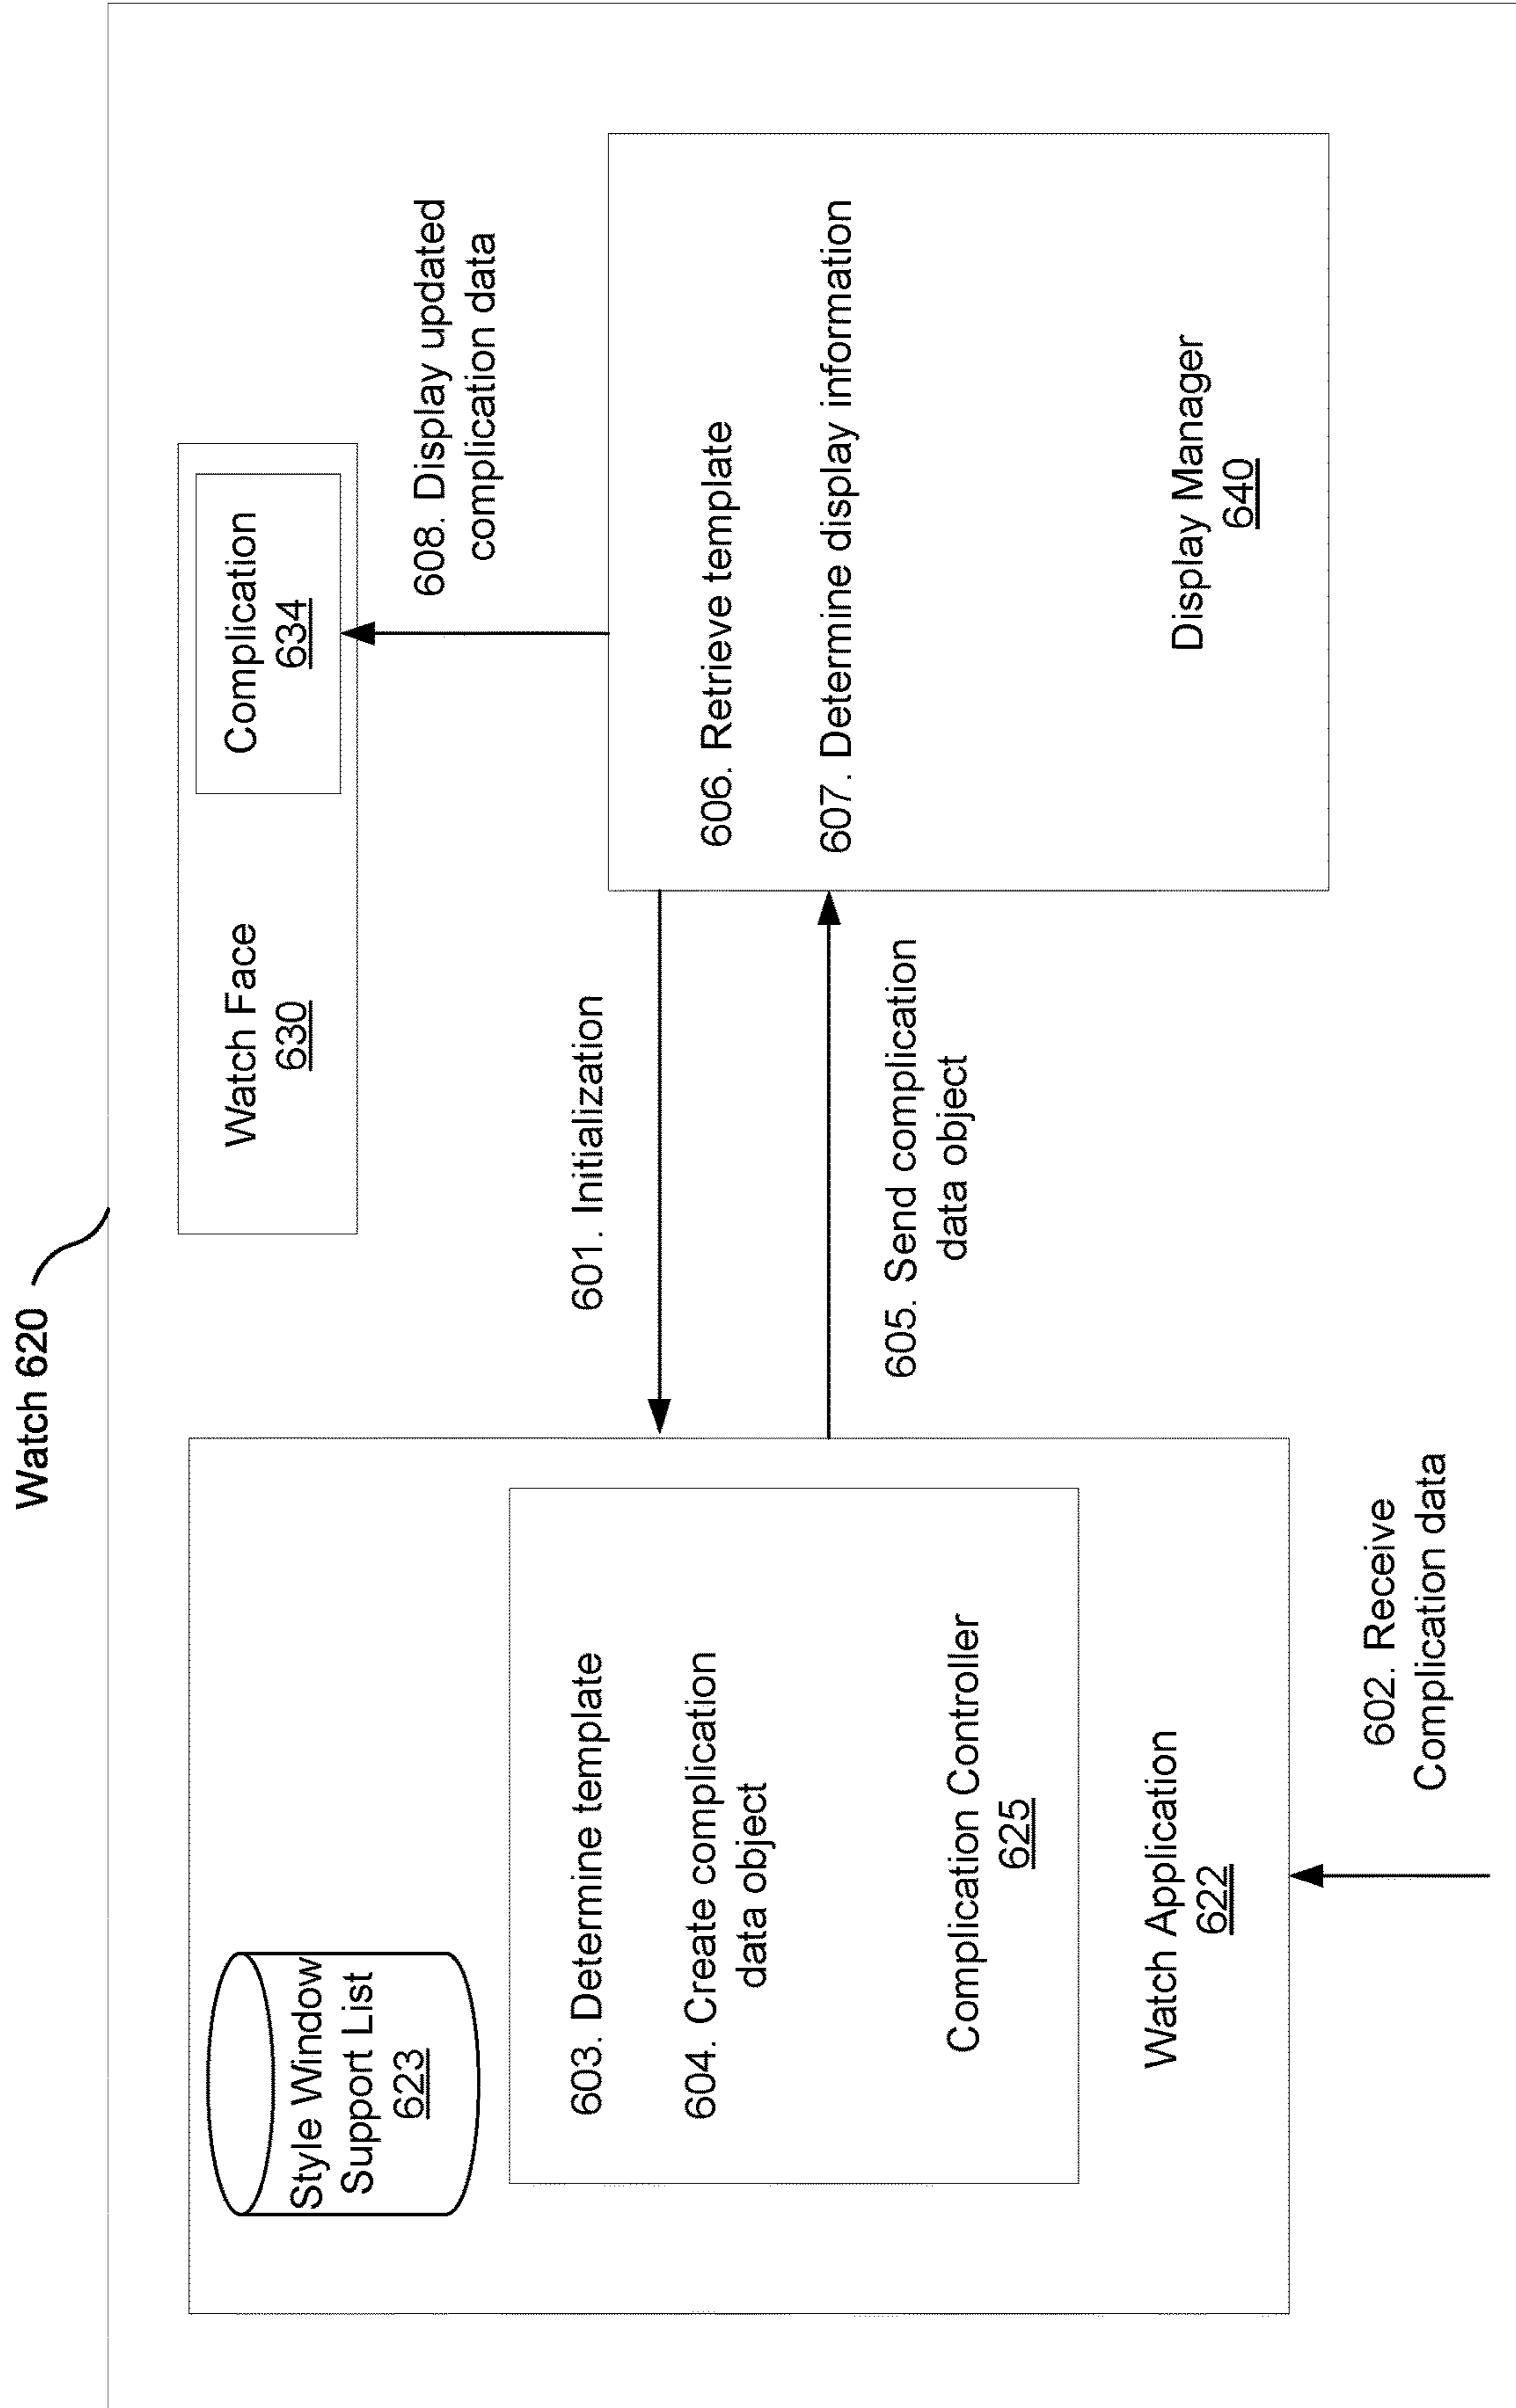 Watch 620
Style Window
Support List
623
603. Determine template
604. Create complication
data object
Complication Controller
625
Watch Application
622
602. Receive
Complication data
601. Initialization
605. Send complication
data object
Watch Face
630
Complication
634
608. Display updated
complication data
606. Retrieve template
607. Determine display information
Display Manager
640